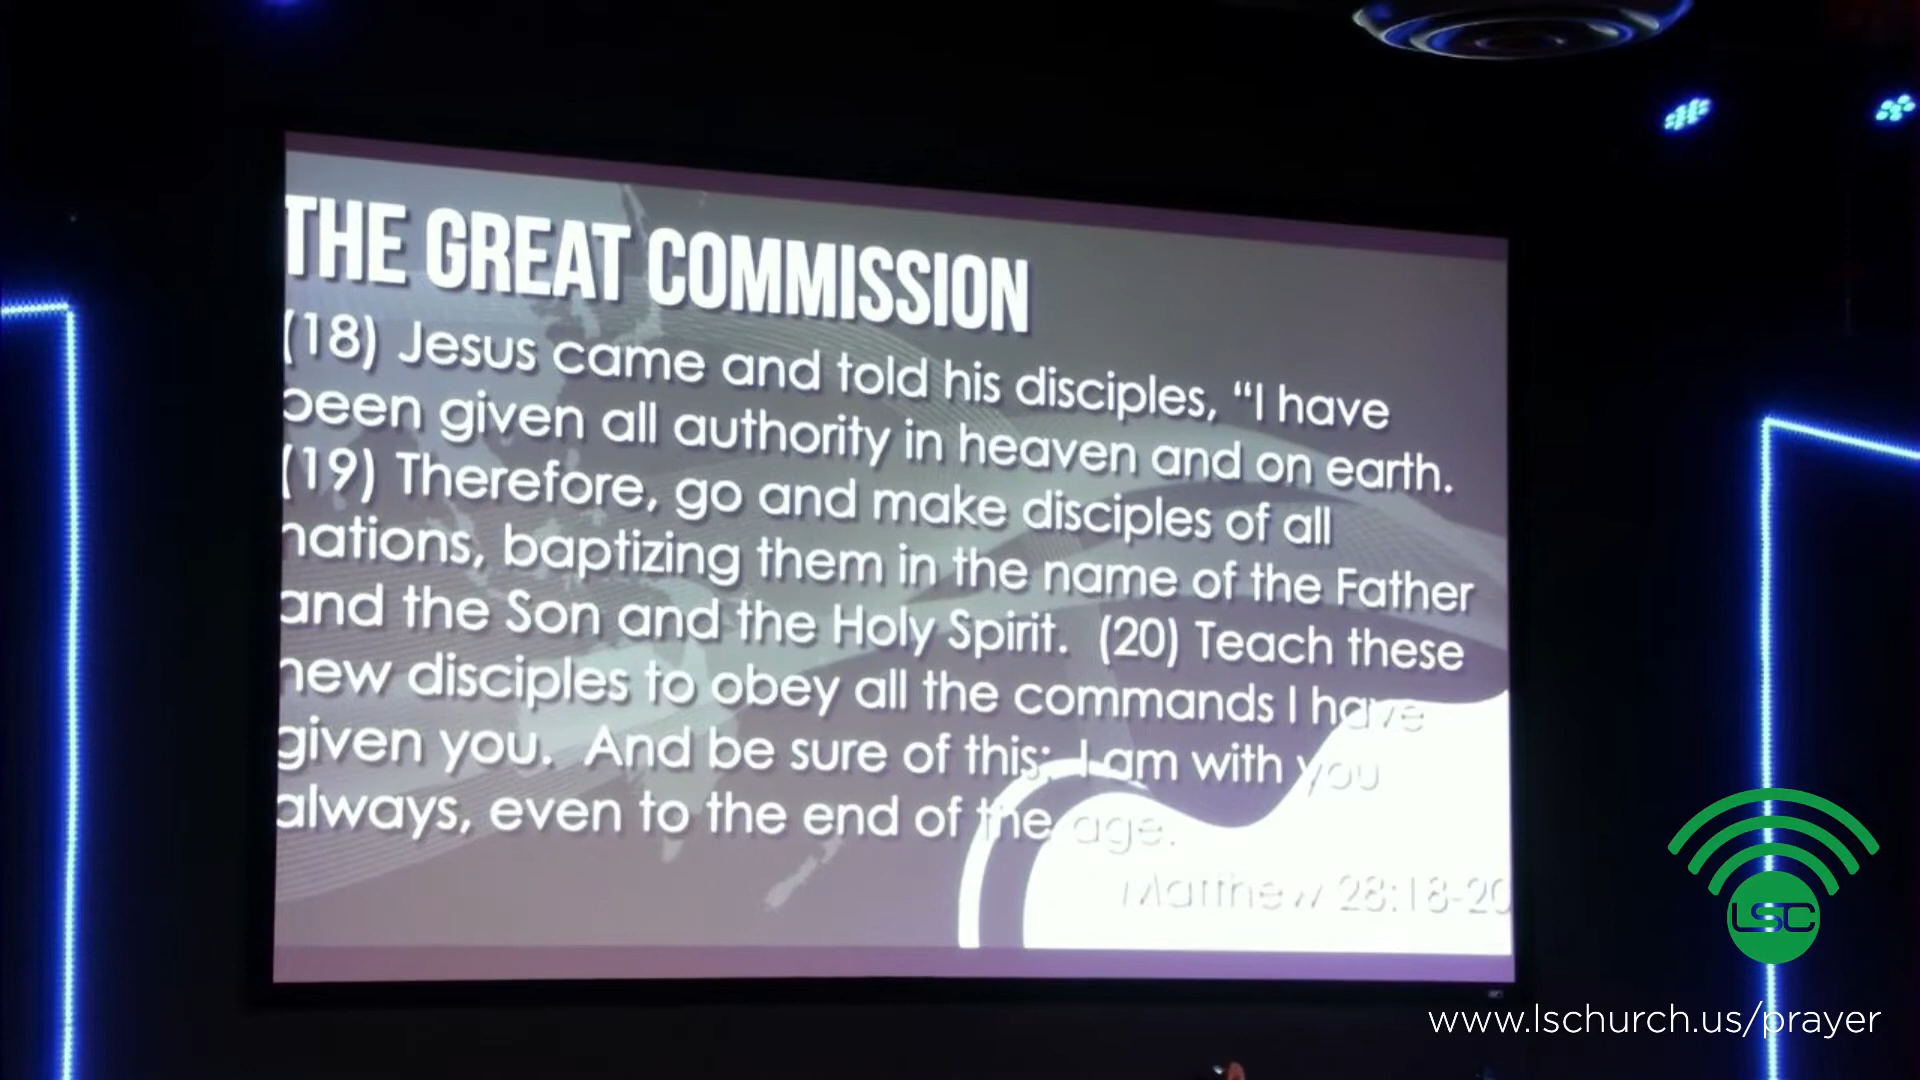 THE GREAT COMMISSION
(18) Jesus came and told his disciples, “I have
been given all authority in heaven and on earth.
(19) Therefore, go and make disciples of all
nations, baptizing them in the name of the Father
and the Son and the Holy Spirit.  (20) Teach these
new disciples to obey all the commands I have
given you.  And be sure of this:  I am with you
always, even to the end of the age.
Matthew 28:18-20
LSC
www.lschurch.us/prayer